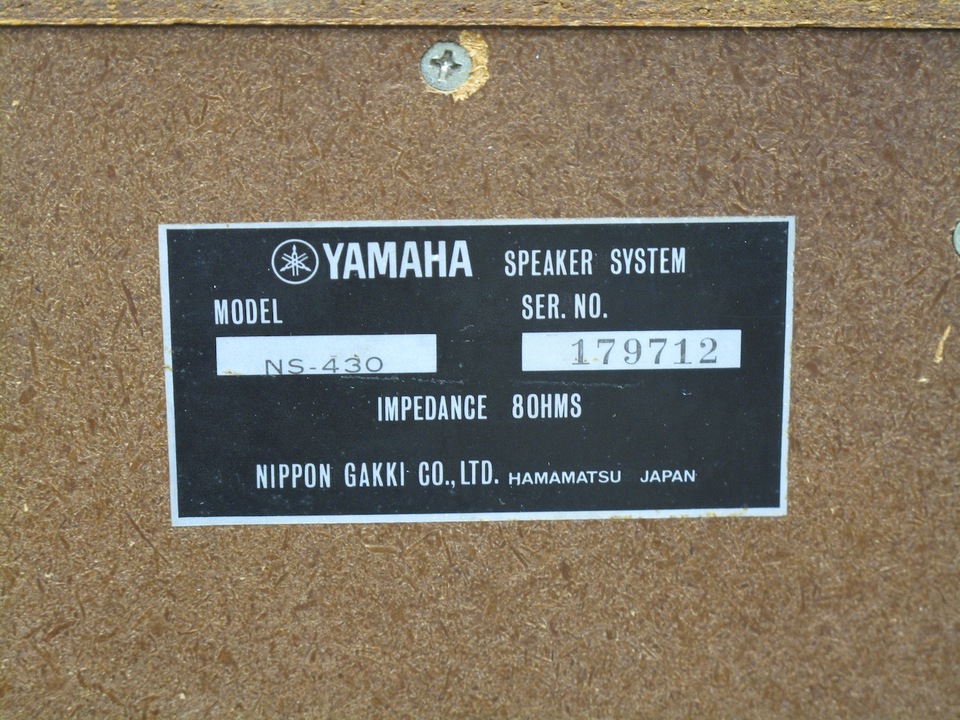 YAMAHA SPEAKER SYSTEM
MODEL SER. NO.
NS-430 179712
IMPEDANCE 8OHMS
NIPPON GAKKI CO., LTD. HAMAMATSU JAPAN